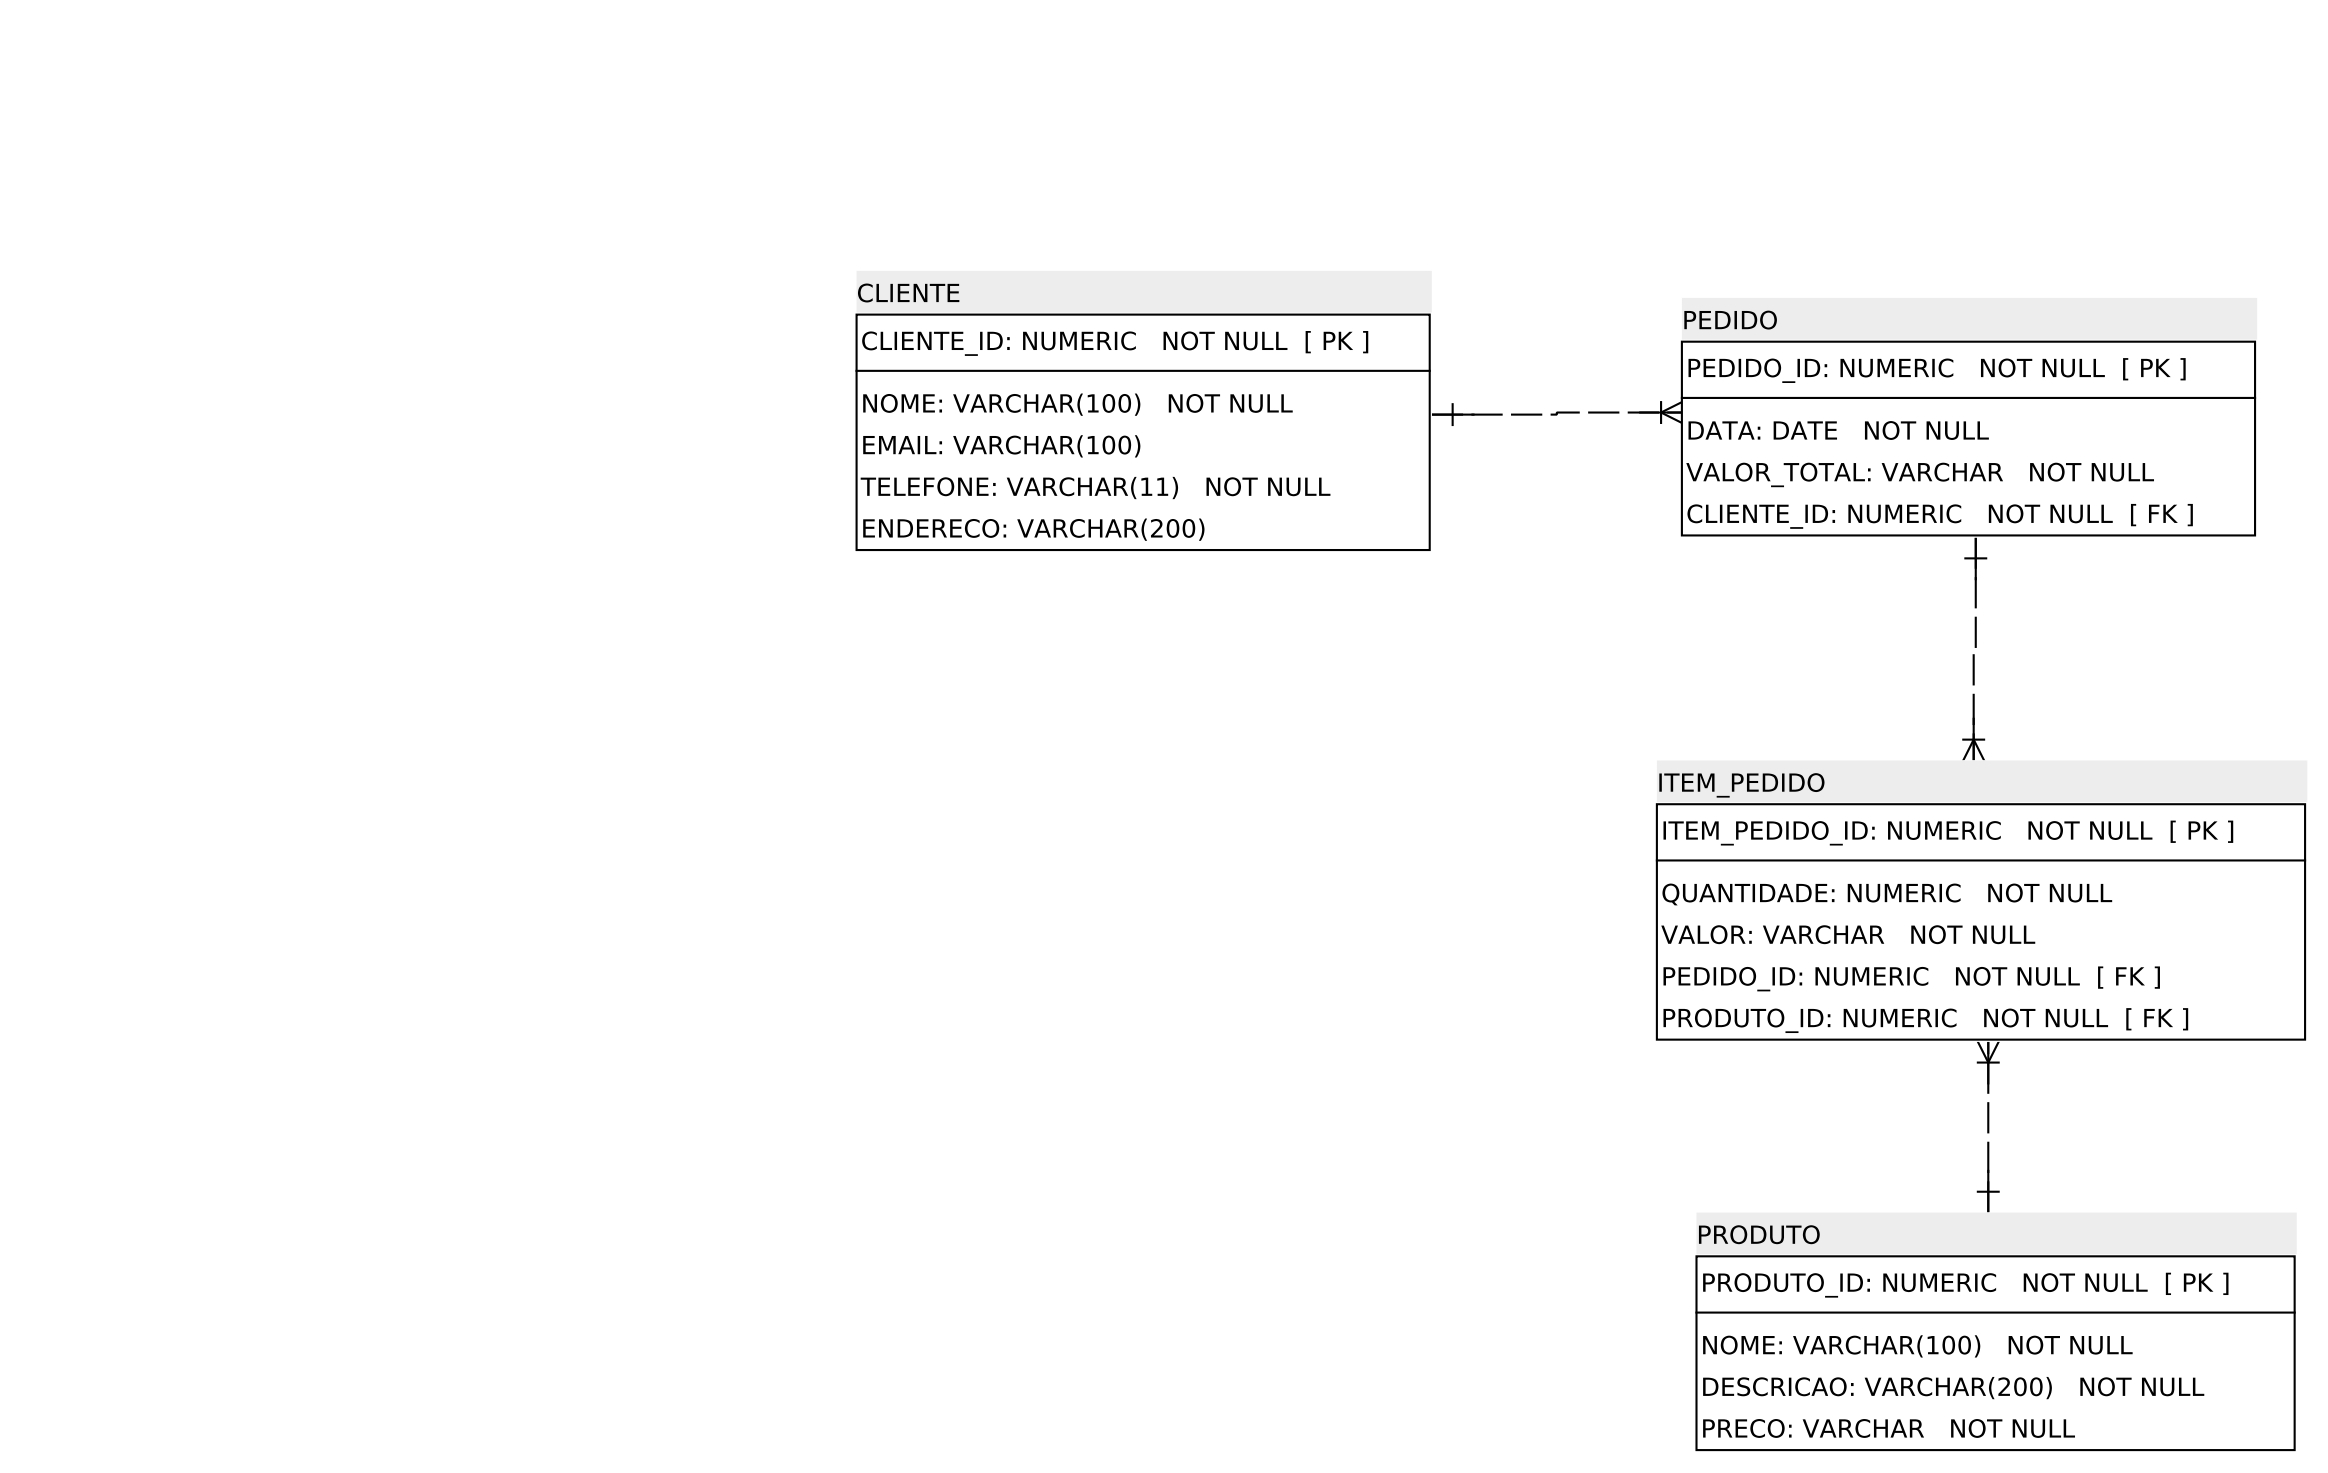 CLIENTE
CLIENTE_ID: NUMERIC NOT NULL [ PK ]
NOME: VARCHAR(100) NOT NULL
EMAIL: VARCHAR(100)
TELEFONE: VARCHAR(11) NOT NULL
ENDERECO: VARCHAR(200)
PEDIDO
PEDIDO_ID: NUMERIC NOT NULL [ PK ]
DATA: DATE NOT NULL
VALOR_TOTAL: VARCHAR NOT NULL
CLIENTE_ID: NUMERIC NOT NULL [ FK ]
ITEM_PEDIDO
ITEM_PEDIDO_ID: NUMERIC NOT NULL [ PK ]
QUANTIDADE: NUMERIC NOT NULL
VALOR: VARCHAR NOT NULL
PEDIDO_ID: NUMERIC NOT NULL [ FK ]
PRODUTO_ID: NUMERIC NOT NULL [ FK ]
PRODUTO
PRODUTO_ID: NUMERIC NOT NULL [ PK ]
NOME: VARCHAR(100) NOT NULL
DESCRICAO: VARCHAR(200) NOT NULL
PRECO: VARCHAR NOT NULL